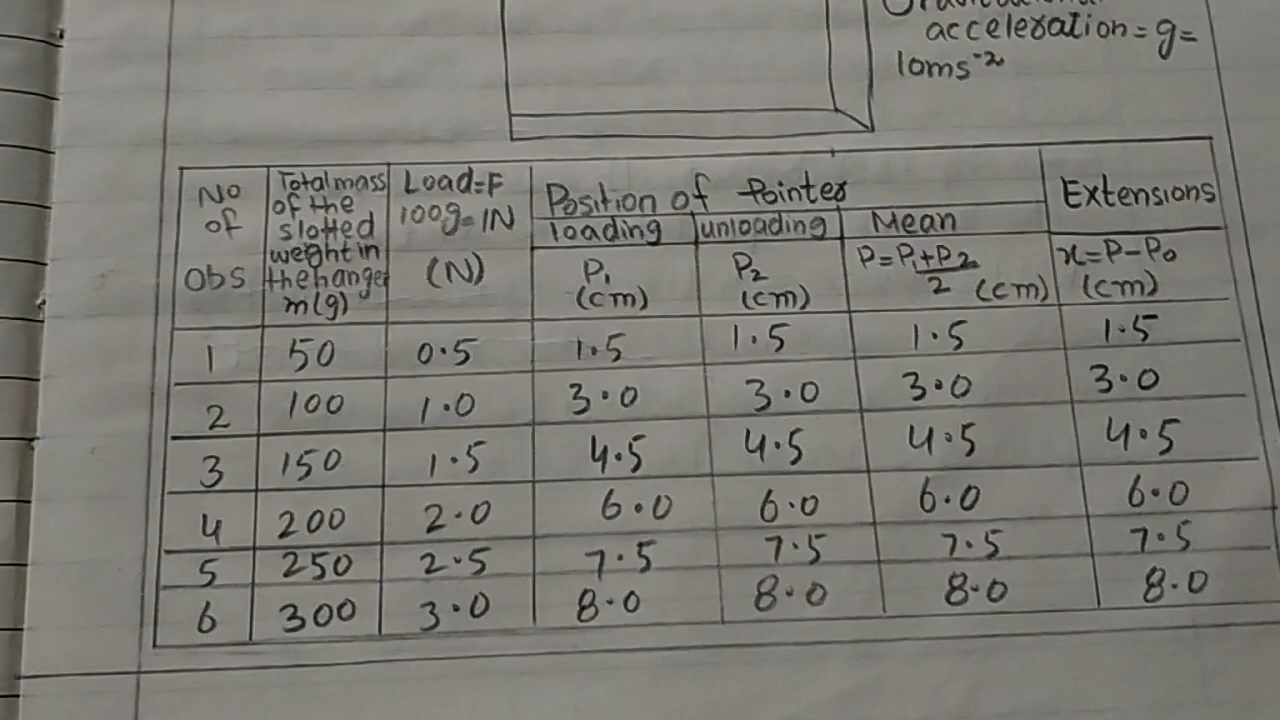 acceleration = g =
10ms⁻²
No of Obs
Total mass of the slotted weight in the hanger m(g)
Load=F 100g=1N (N)
Position of Pointer
Extensions
loading unloading Mean
P₁ (cm)
P₂ (cm)
P=P₁+P₂/2 (cm)
x=P-P₀ (cm)
1 50 0.5 1.5 1.5 1.5 1.5
2 100 1.0 3.0 3.0 3.0 3.0
3 150 1.5 4.5 4.5 4.5 4.5
4 200 2.0 6.0 6.0 6.0 6.0
5 250 2.5 7.5 7.5 7.5 7.5
6 300 3.0 8.0 8.0 8.0 8.0